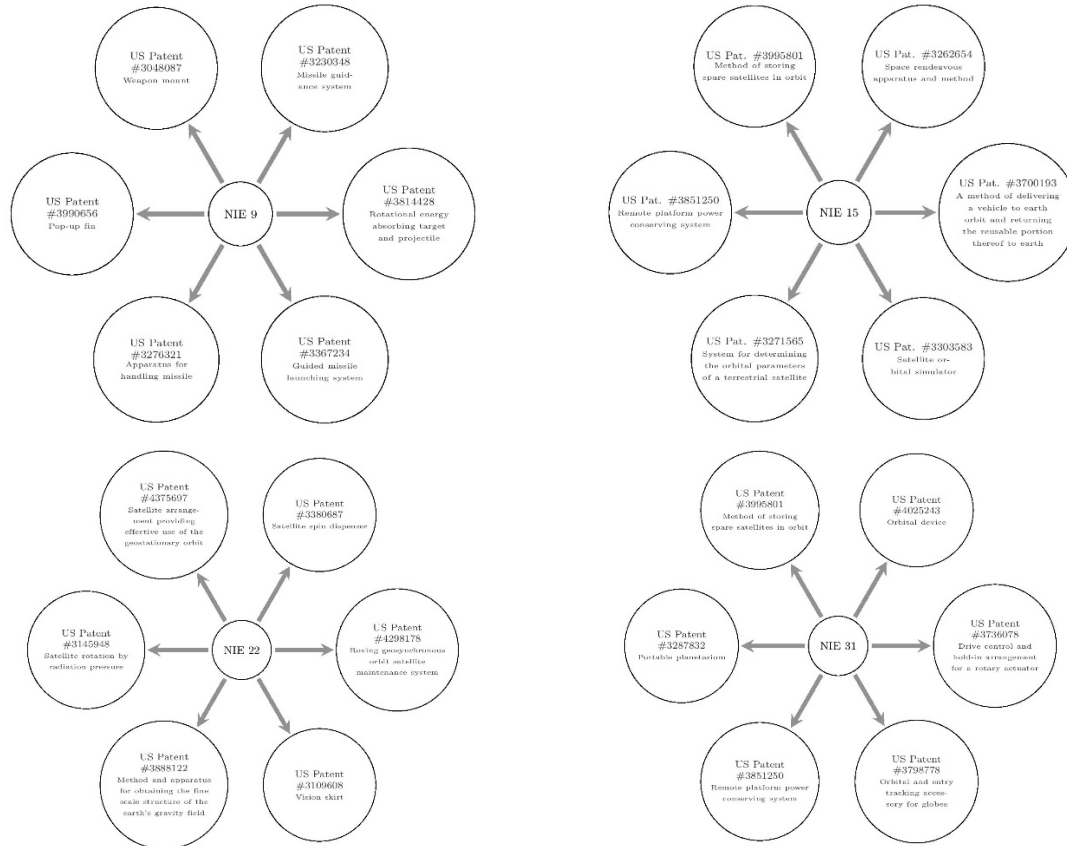 US Patent
#3048087
Weapon mount
US Patent
#3230348
Missile guid-
ance system
US Patent
#3990656
Pop-up fin
NIE 9
US Patent
#3814428
Rotational energy
absorbing target
and projectile
US Patent
#3276321
Apparatus for
handling missile
US Patent
#3367234
Guided missile
launching system
US Pat. #3995801
Method of storing
spare satellites in orbit
US Pat. #3262654
Space rendezvous
apparatus and method
US Pat. #3851250
Remote platform power
conserving system
NIE 15
US Pat. #3700193
A method of delivering
a vehicle to earth
orbit and returning
the reusable portion
thereof to earth
US Pat. #3271565
System for determining
the orbital parameters
of a terrestrial satellite
US Pat. #3303583
Satellite or-
bital simulator
US Patent
#4375697
Satellite arrange-
ment providing
effective use of the
geostationary orbit
US Patent
#3380687
Satellite spin dispenser
US Patent
#3145948
Satellite rotation by
radiation pressure
NIE 22
US Patent
#4298178
Roving geosynchronous
orbit satellite
maintenance system
US Patent
#3888122
Method and apparatus
for obtaining the fine
scale structure of the
earth's gravity field
US Patent
#3109608
Vision skirt
US Patent
#3995801
Method of storing
spare satellites in orbit
US Patent
#4025243
Orbital device
US Patent
#3287832
Portable planetarium
NIE 31
US Patent
#3736078
Drive control and
hold-in arrangement
for a rotary actuator
US Patent
#3851250
Remote platform power
conserving system
US Patent
#3798778
Orbital and entry
tracking acces-
sory for globes